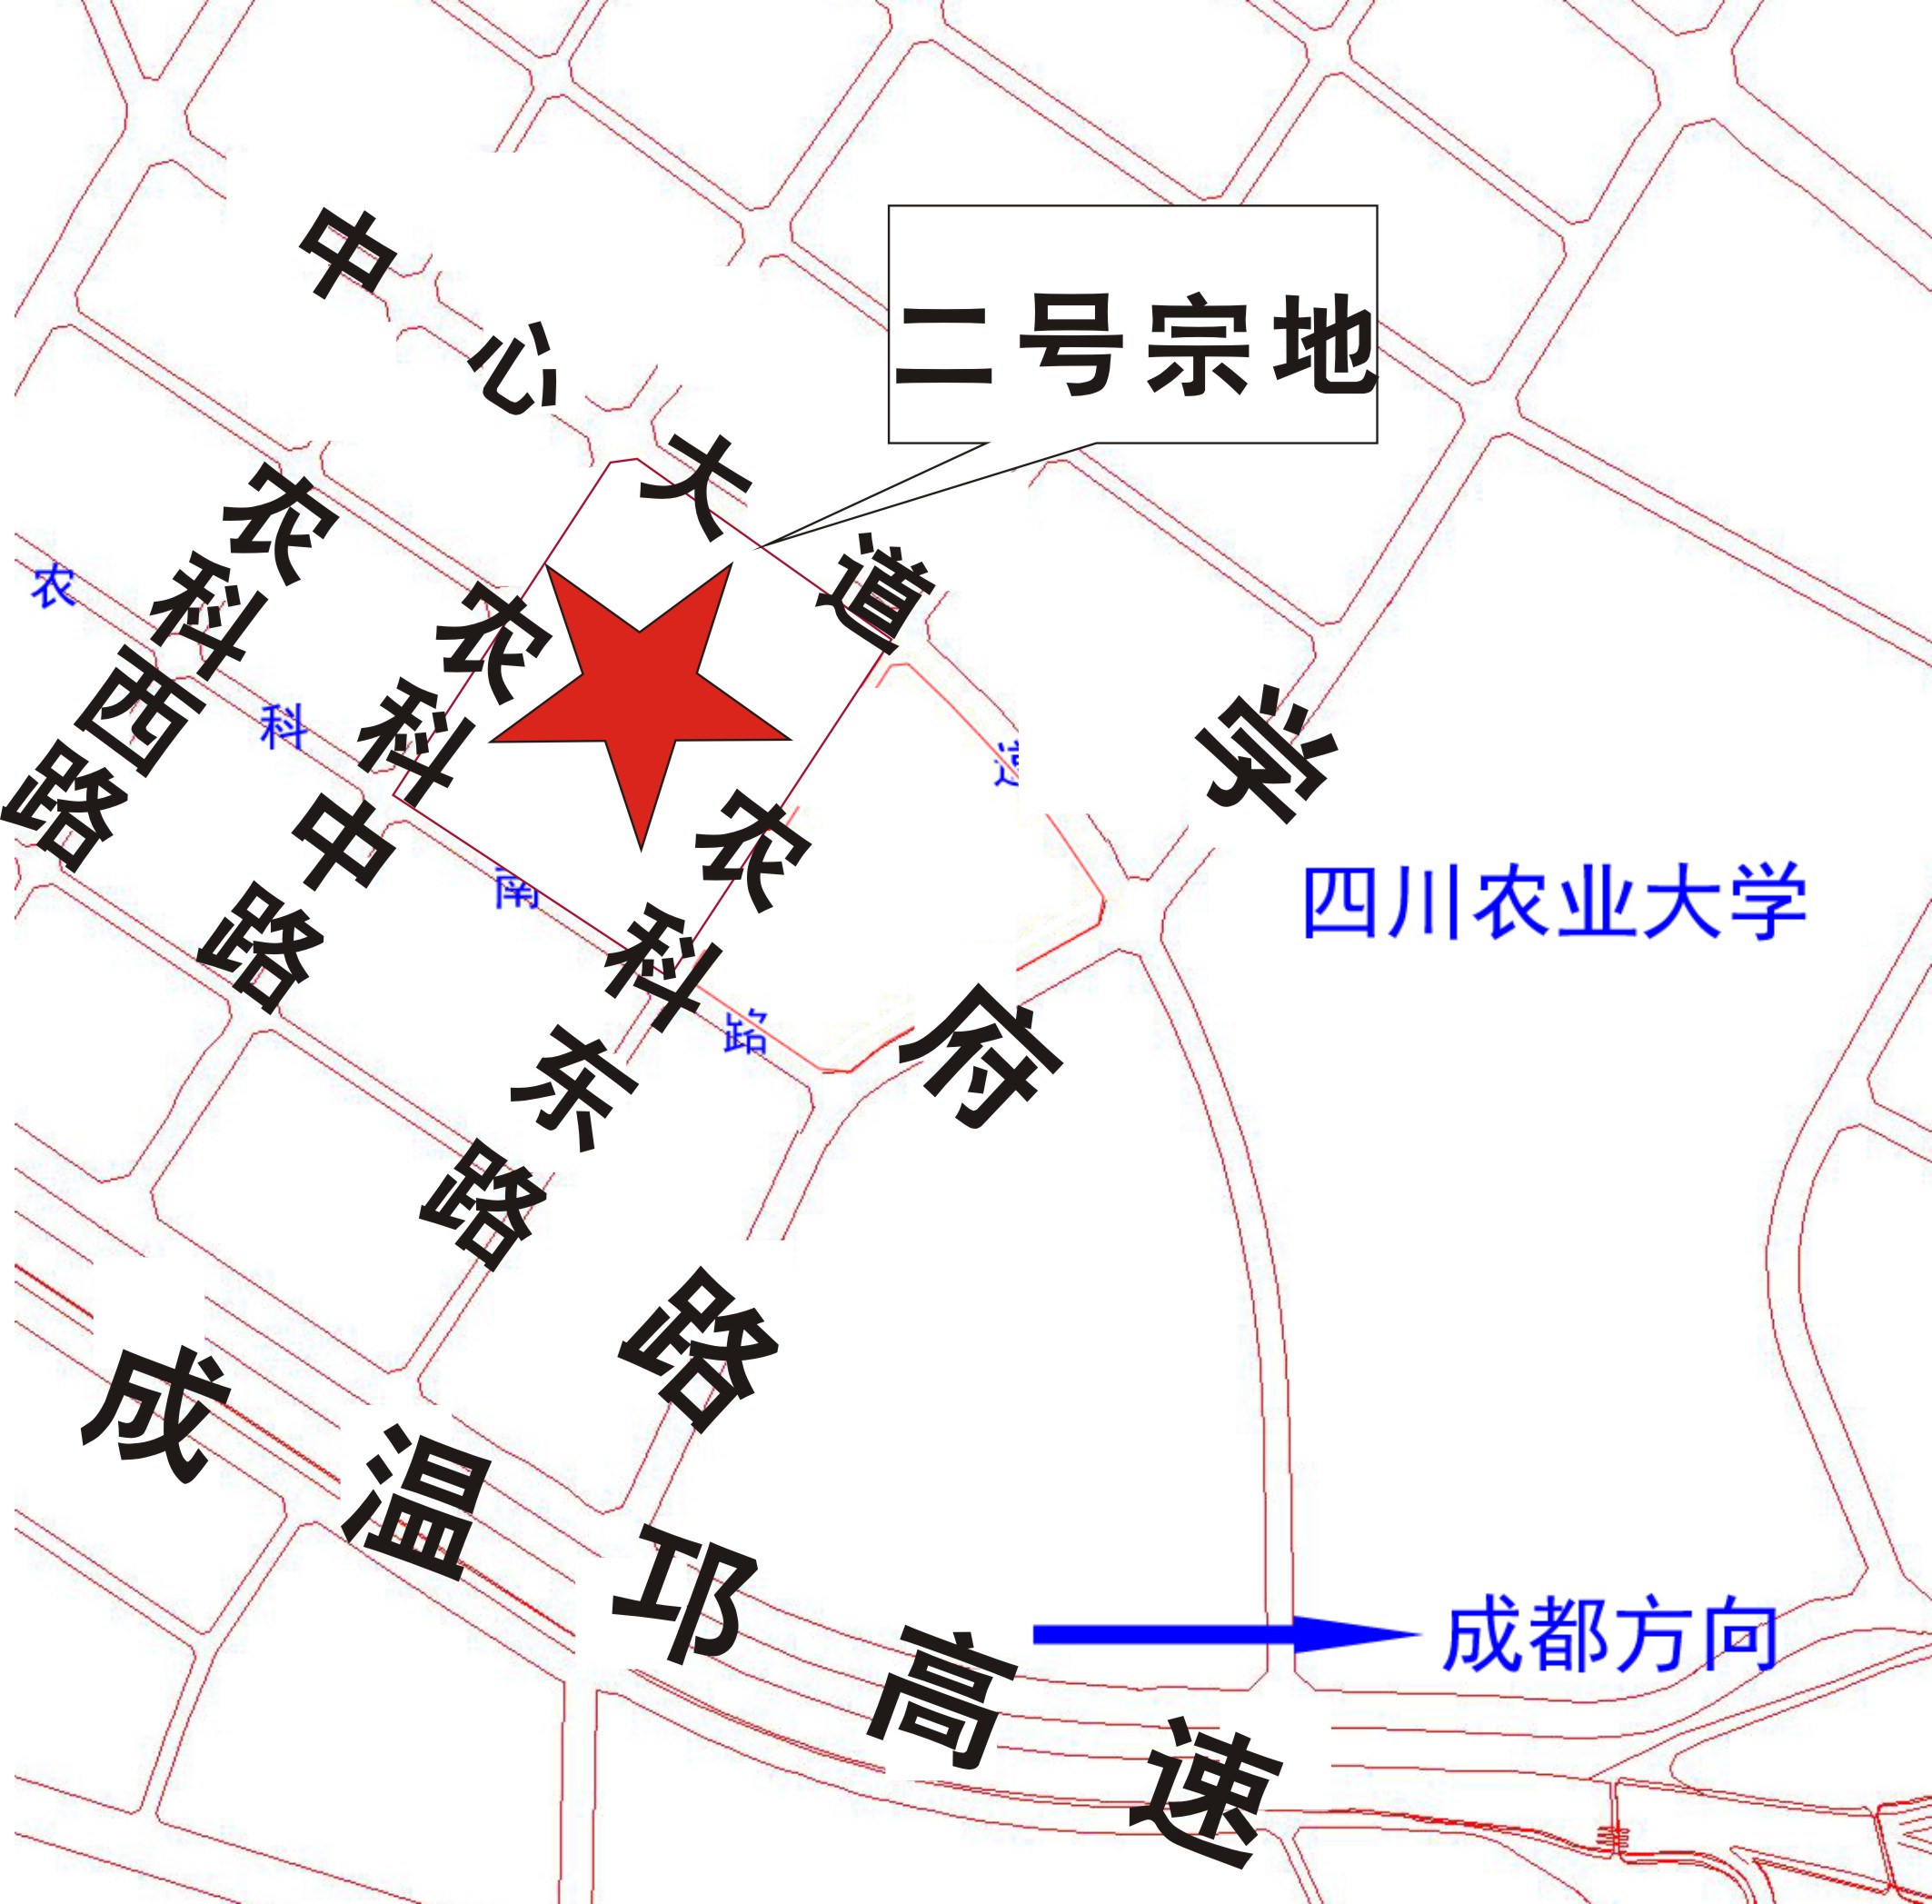 中心大道
二号宗地
农科西路
农科中路
农科东路
农科南路
学府路
四川农业大学
成温邛高速
成都方向